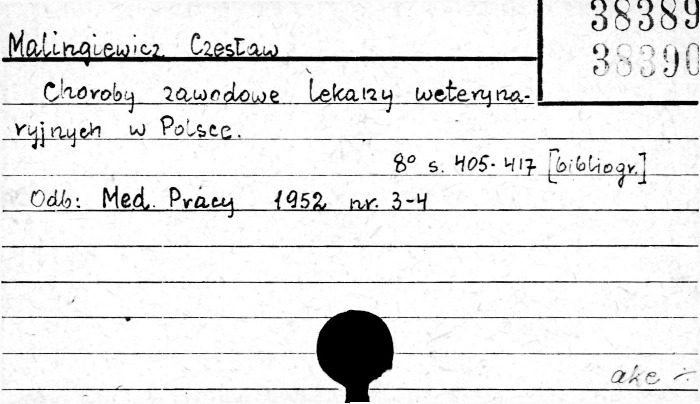 38389
38390
Malingiewicz Czesław
Choroby zawodowe lekarzy weteryna-
ryjnych w Polsce.
8° s. 405-417 [bibliogr.]
Odb: Med. Pracy 1952 nr. 3-4
akc